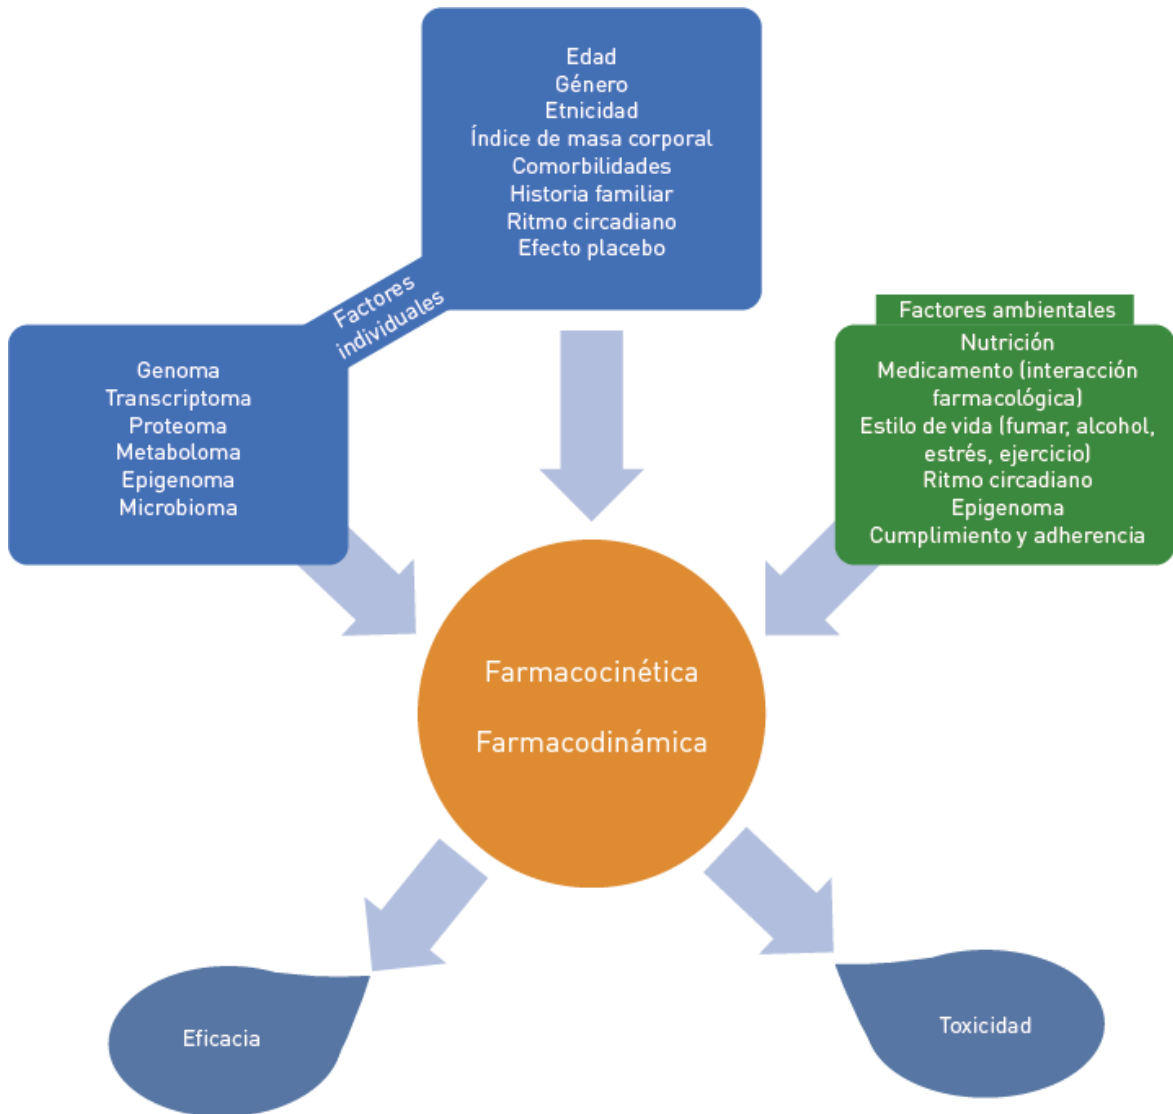 Edad
Género
Etnicidad
Índice de masa corporal
Comorbilidades
Historia familiar
Ritmo circadiano
Efecto placebo
Factores
individuales
Genoma
Transcriptoma
Proteoma
Metaboloma
Epigenoma
Microbioma
Factores ambientales
Nutrición
Medicamento (interacción
farmacológica)
Estilo de vida (fumar, alcohol,
estrés, ejercicio)
Ritmo circadiano
Epigenoma
Cumplimiento y adherencia
Farmacocinética
Farmacodinámica
Eficacia
Toxicidad